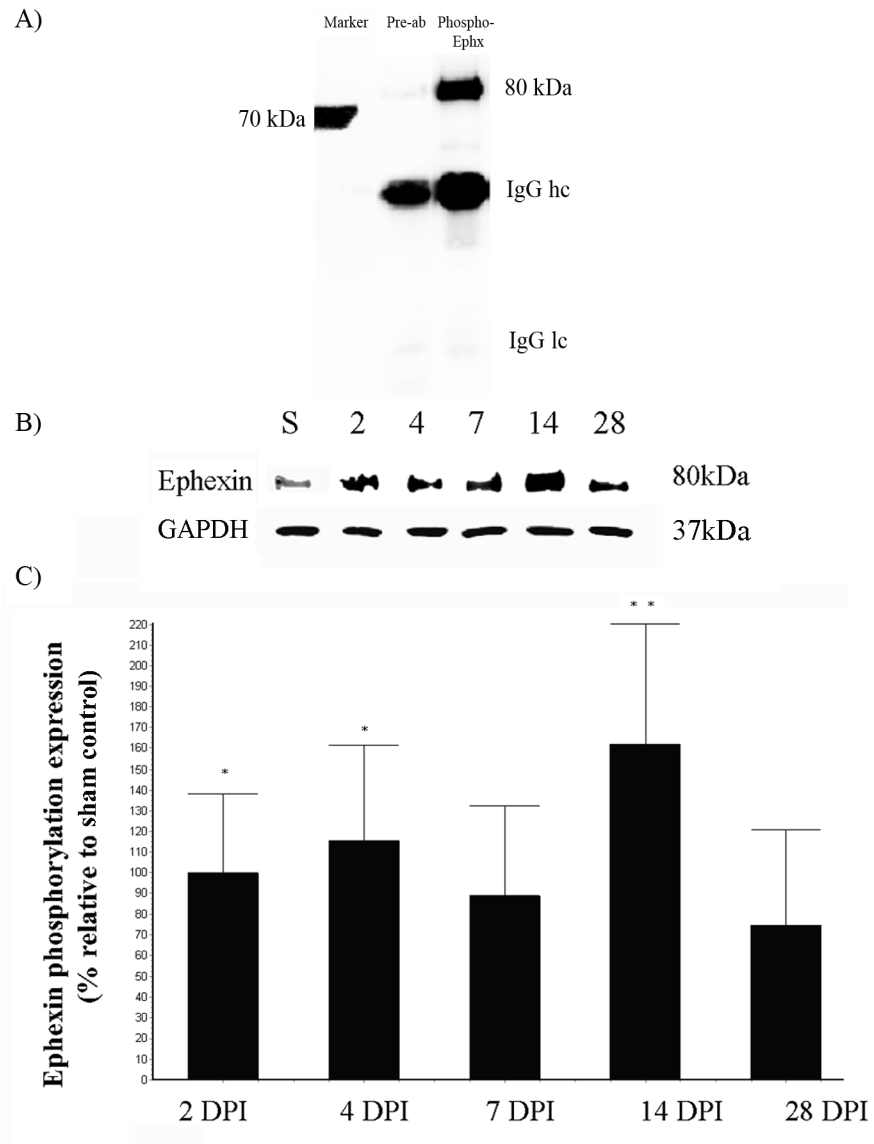 A)
Marker Pre-ab Phospho-
Ephx
80 kDa
70 kDa
IgG hc
IgG lc
B)
S 2 4 7 14 28
Ephexin 80kDa
GAPDH 37kDa
C)
* *
220
210
200
190
180
170
160
150
140
130
120
110
100
90
80
70
60
50
40
30
20
10
0
*
*
Ephexin phosphorylation expression
(% relative to sham control)
2 DPI 4 DPI 7 DPI 14 DPI 28 DPI